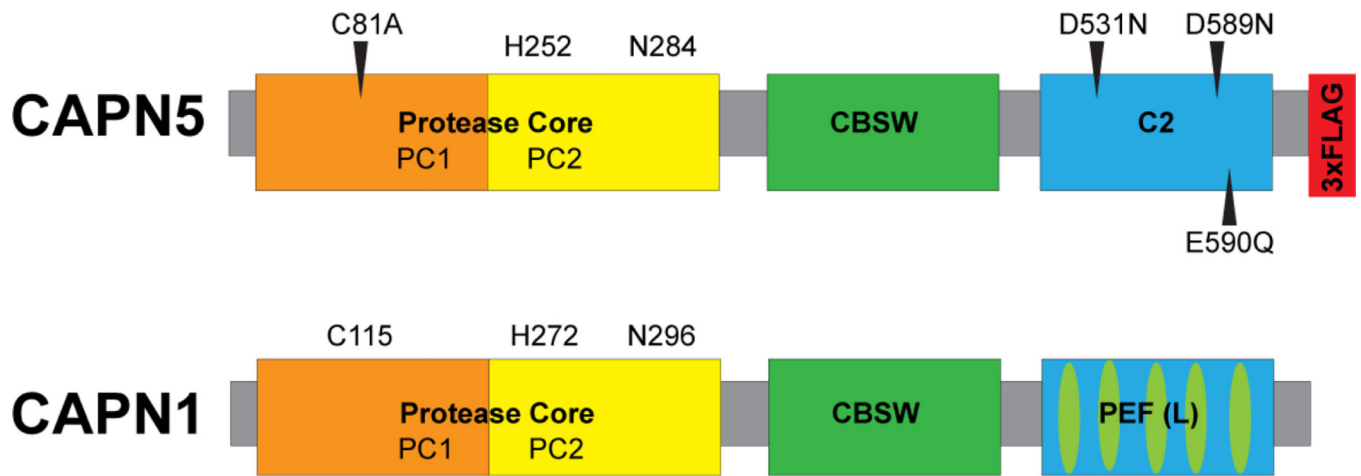 C81A
H252
N284
D531N
D589N
CAPN5
Protease Core
PC1
PC2
CBSW
C2
3xFLAG
E590Q
C115
H272
N296
CAPN1
Protease Core
PC1
PC2
CBSW
PEF (L)